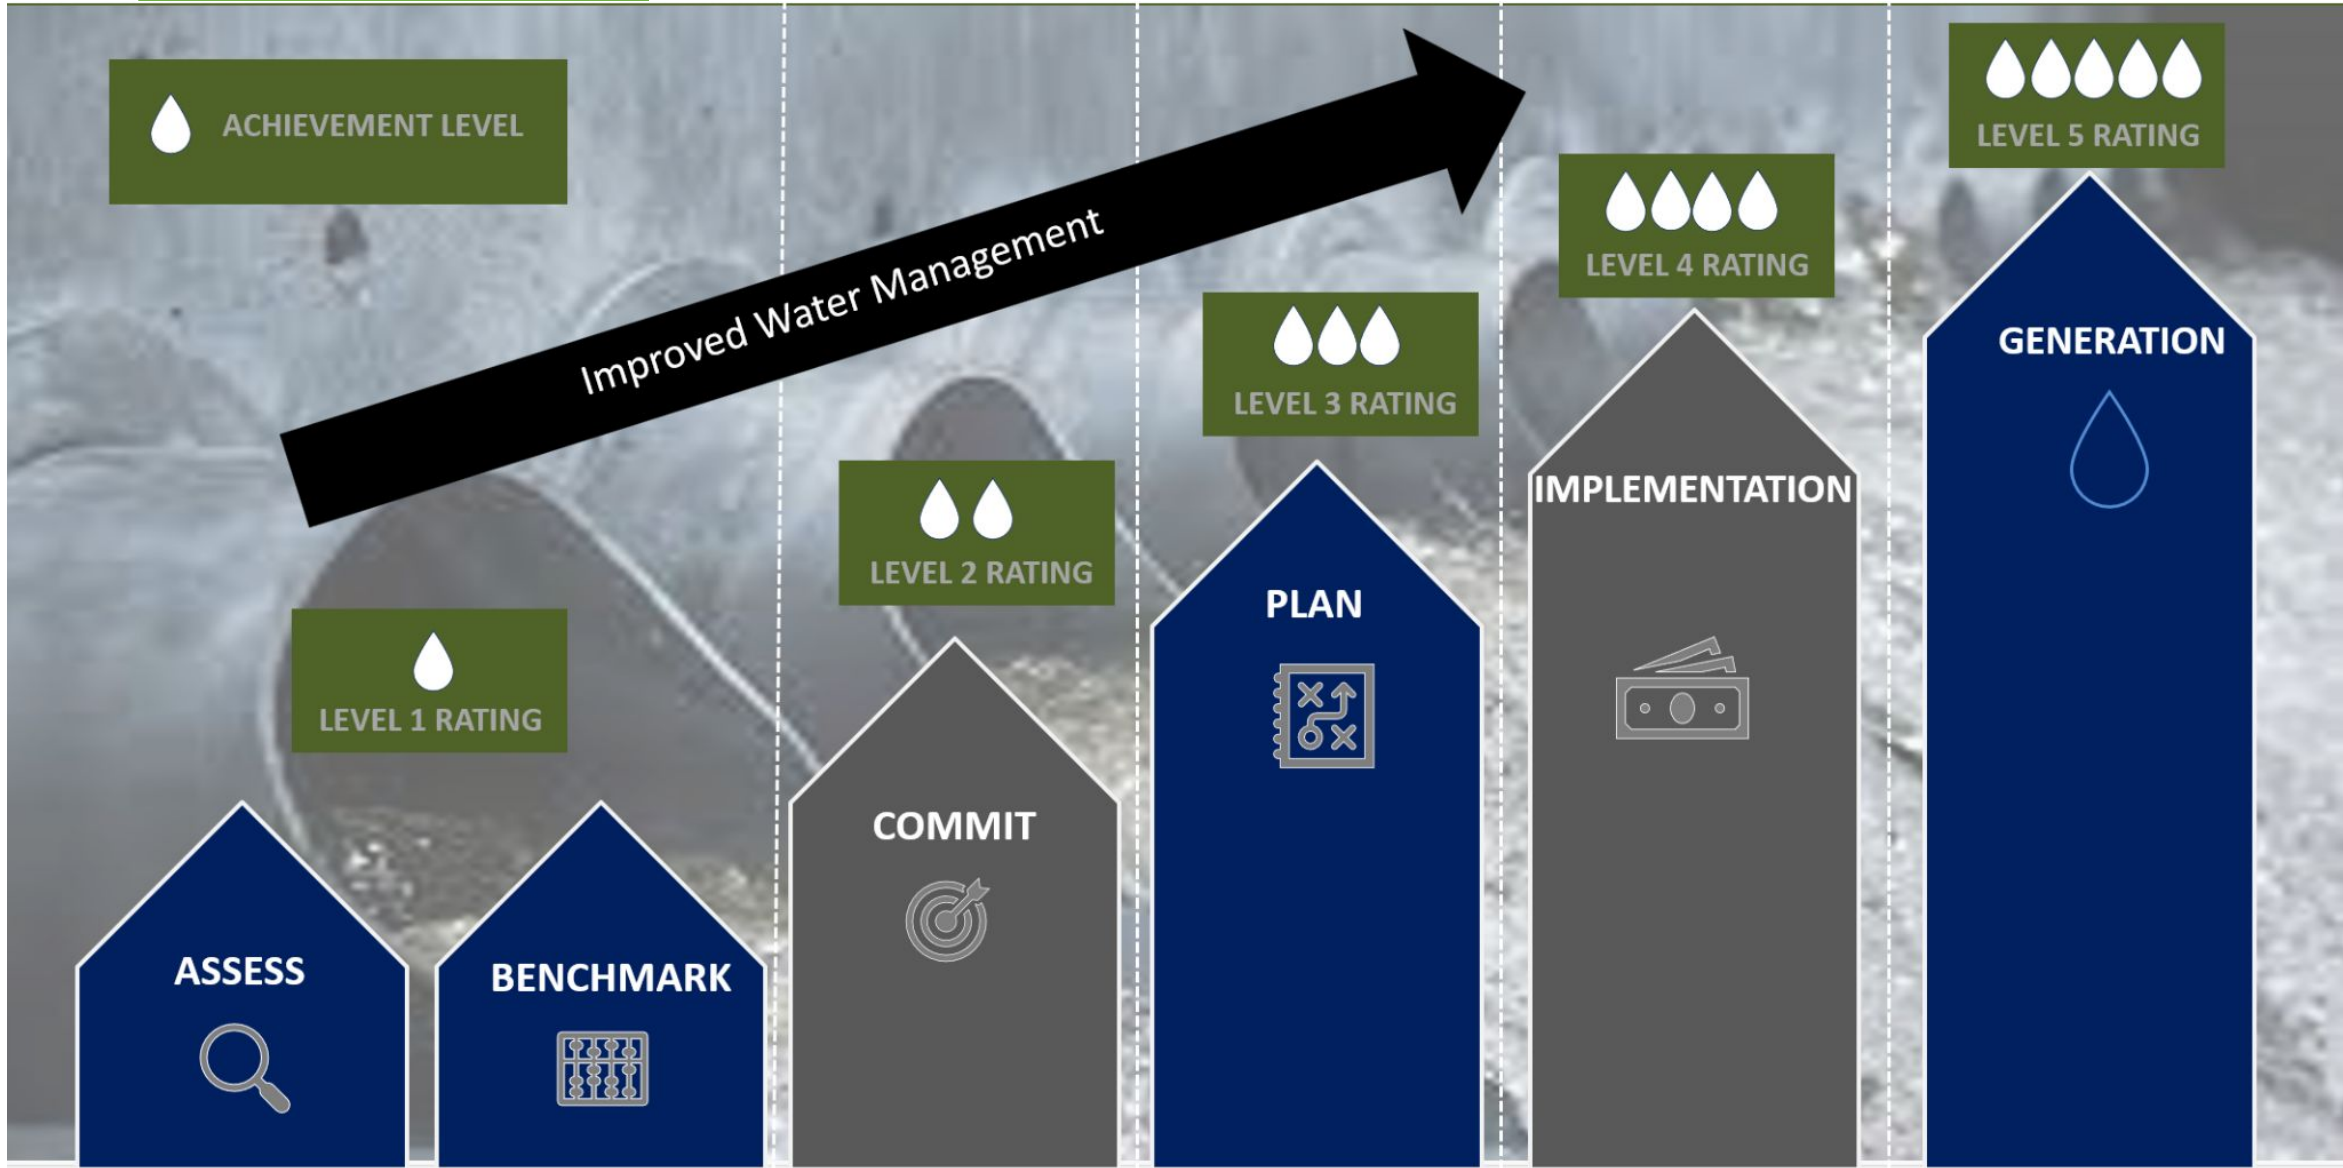 ACHIEVEMENT LEVEL
Improved Water Management
LEVEL 1 RATING
LEVEL 2 RATING
LEVEL 3 RATING
LEVEL 4 RATING
LEVEL 5 RATING
ASSESS
BENCHMARK
COMMIT
PLAN
IMPLEMENTATION
GENERATION